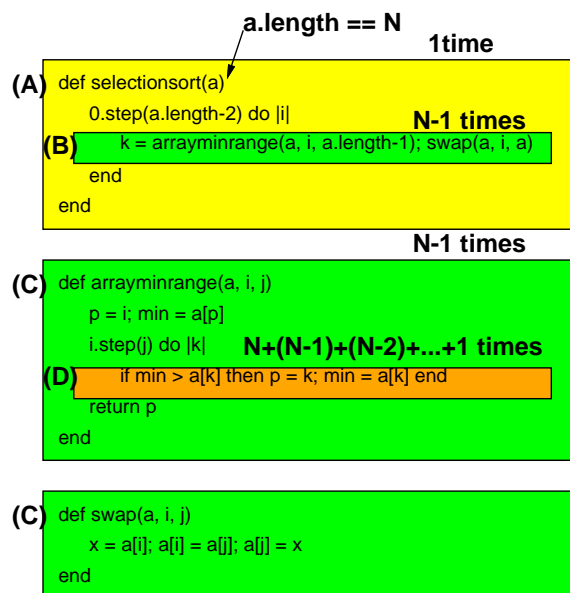 a.length == N
1time
(A) def selectionsort(a)
0.step(a.length-2) do |i|
N-1 times
(B) k = arrayminrange(a, i, a.length-1); swap(a, i, a)
end
end
N-1 times
(C) def arrayminrange(a, i, j)
p = i; min = a[p]
i.step(j) do |k| N+(N-1)+(N-2)+...+1 times
(D) if min > a[k] then p = k; min = a[k] end
return p
end
(C) def swap(a, i, j)
x = a[i]; a[i] = a[j]; a[j] = x
end